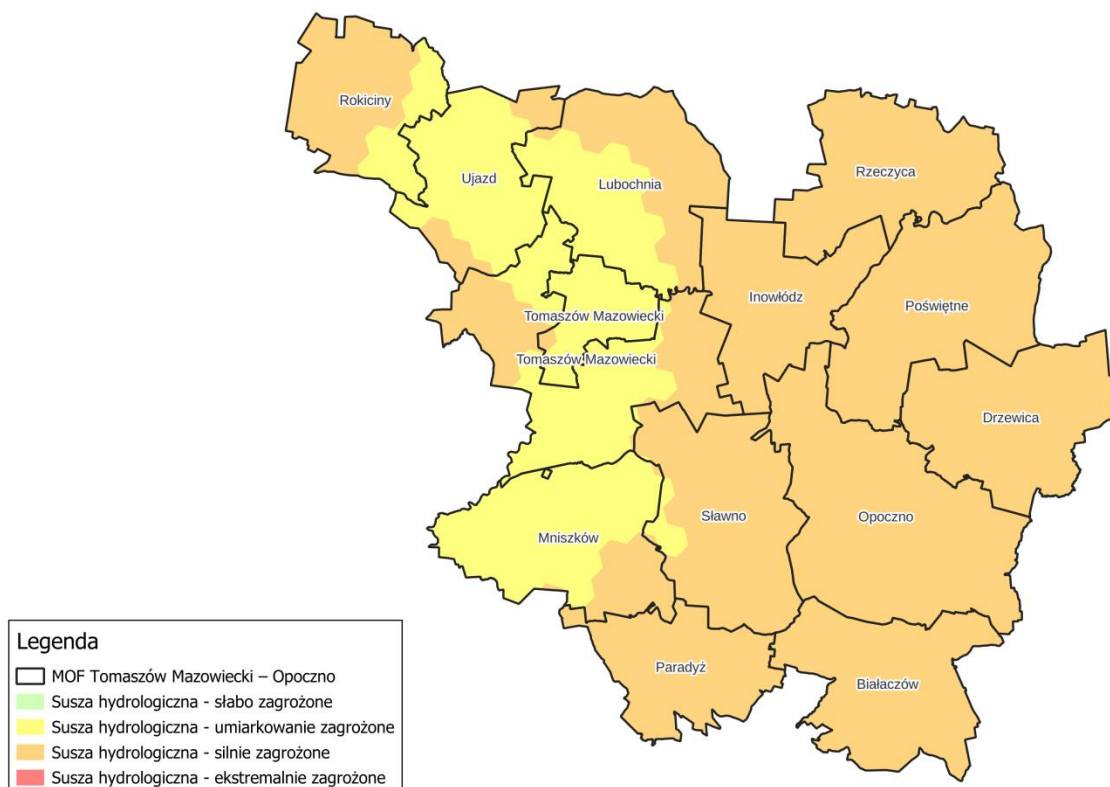 Rokiciny
Rzeczyca
Ujazd
Lubochnia
Inowłódz
Poświętne
Tomaszów Mazowiecki
Tomaszów Mazowiecki
Drzewica
Sławno
Opoczno
Mniszków
Paradyż
Białaczów
Legenda
MOF Tomaszów Mazowiecki – Opoczno
Susza hydrologiczna - słabo zagrożone
Susza hydrologiczna - umiarkowanie zagrożone
Susza hydrologiczna - silnie zagrożone
Susza hydrologiczna - ekstremalnie zagrożone